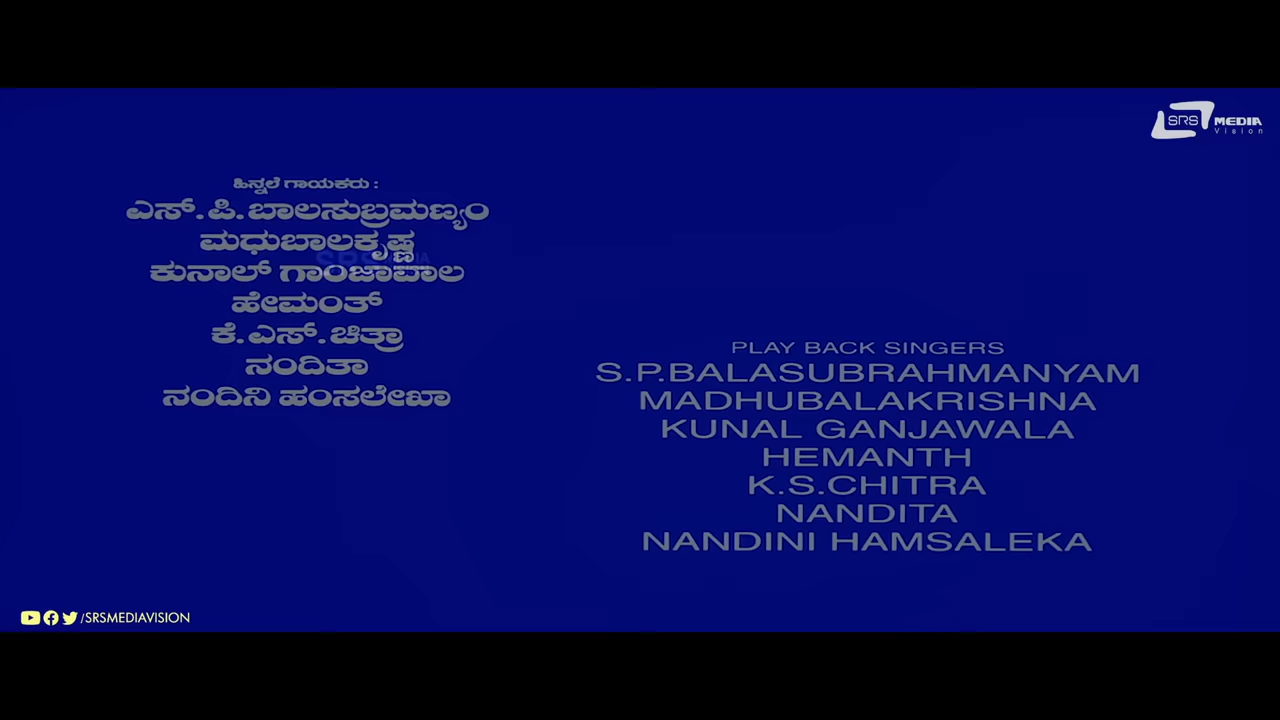 SRS MEDIA
Vision
ಹಿನ್ನಲೆ ಗಾಯಕರು :
ಎಸ್.ಪಿ.ಬಾಲಸುಬ್ರಮಣ್ಯಂ
ಮಧುಬಾಲಕೃಷ್ಣ
ಕುನಾಲ್ ಗಾಂಜಾವಾಲ
ಹೇಮಂತ್
ಕೆ.ಎಸ್.ಚಿತ್ರಾ
ನಂದಿತಾ
ನಂದಿನಿ ಹಂಸಲೇಖಾ
PLAY BACK SINGERS
S.P.BALASUBRAHMANYAM
MADHUBALAKRISHNA
KUNAL GANJAWALA
HEMANTH
K.S.CHITRA
NANDITA
NANDINI HAMSALEKA
/SRSMEDIAVISION